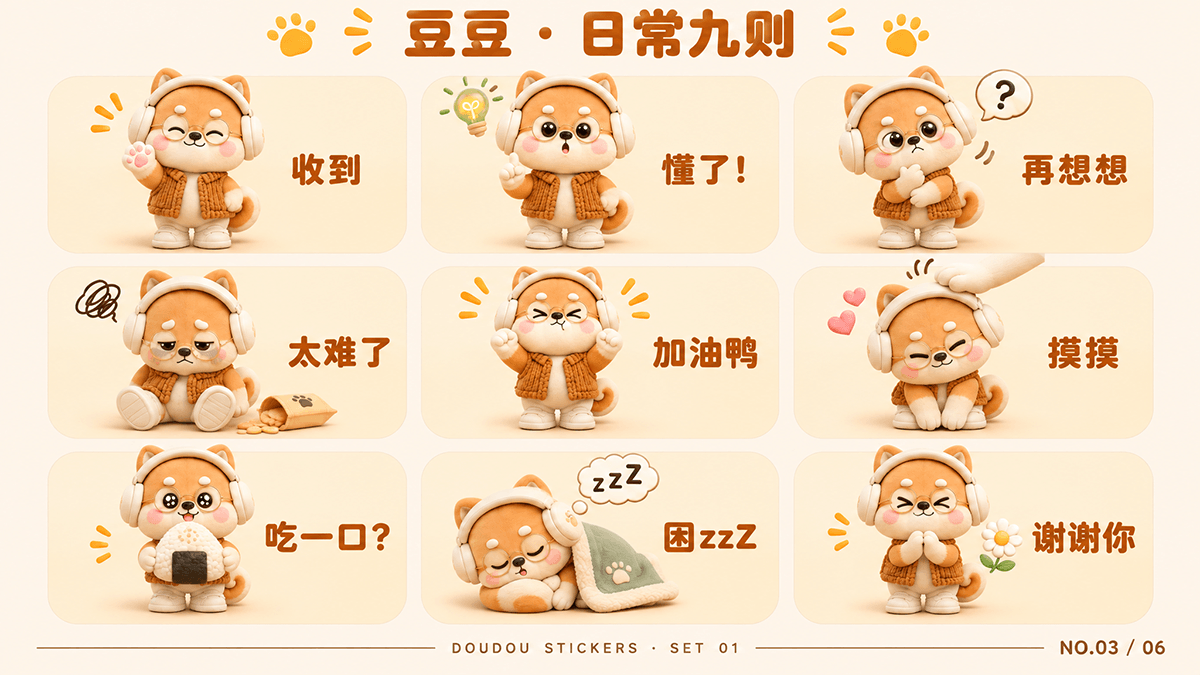 豆豆·日常九则
收到
懂了!
?
再想想
太难了
加油鸭
摸摸
吃一口?
zzZ
困zzZ
谢谢你
DOUDOU STICKERS · SET 01
NO.03 / 06